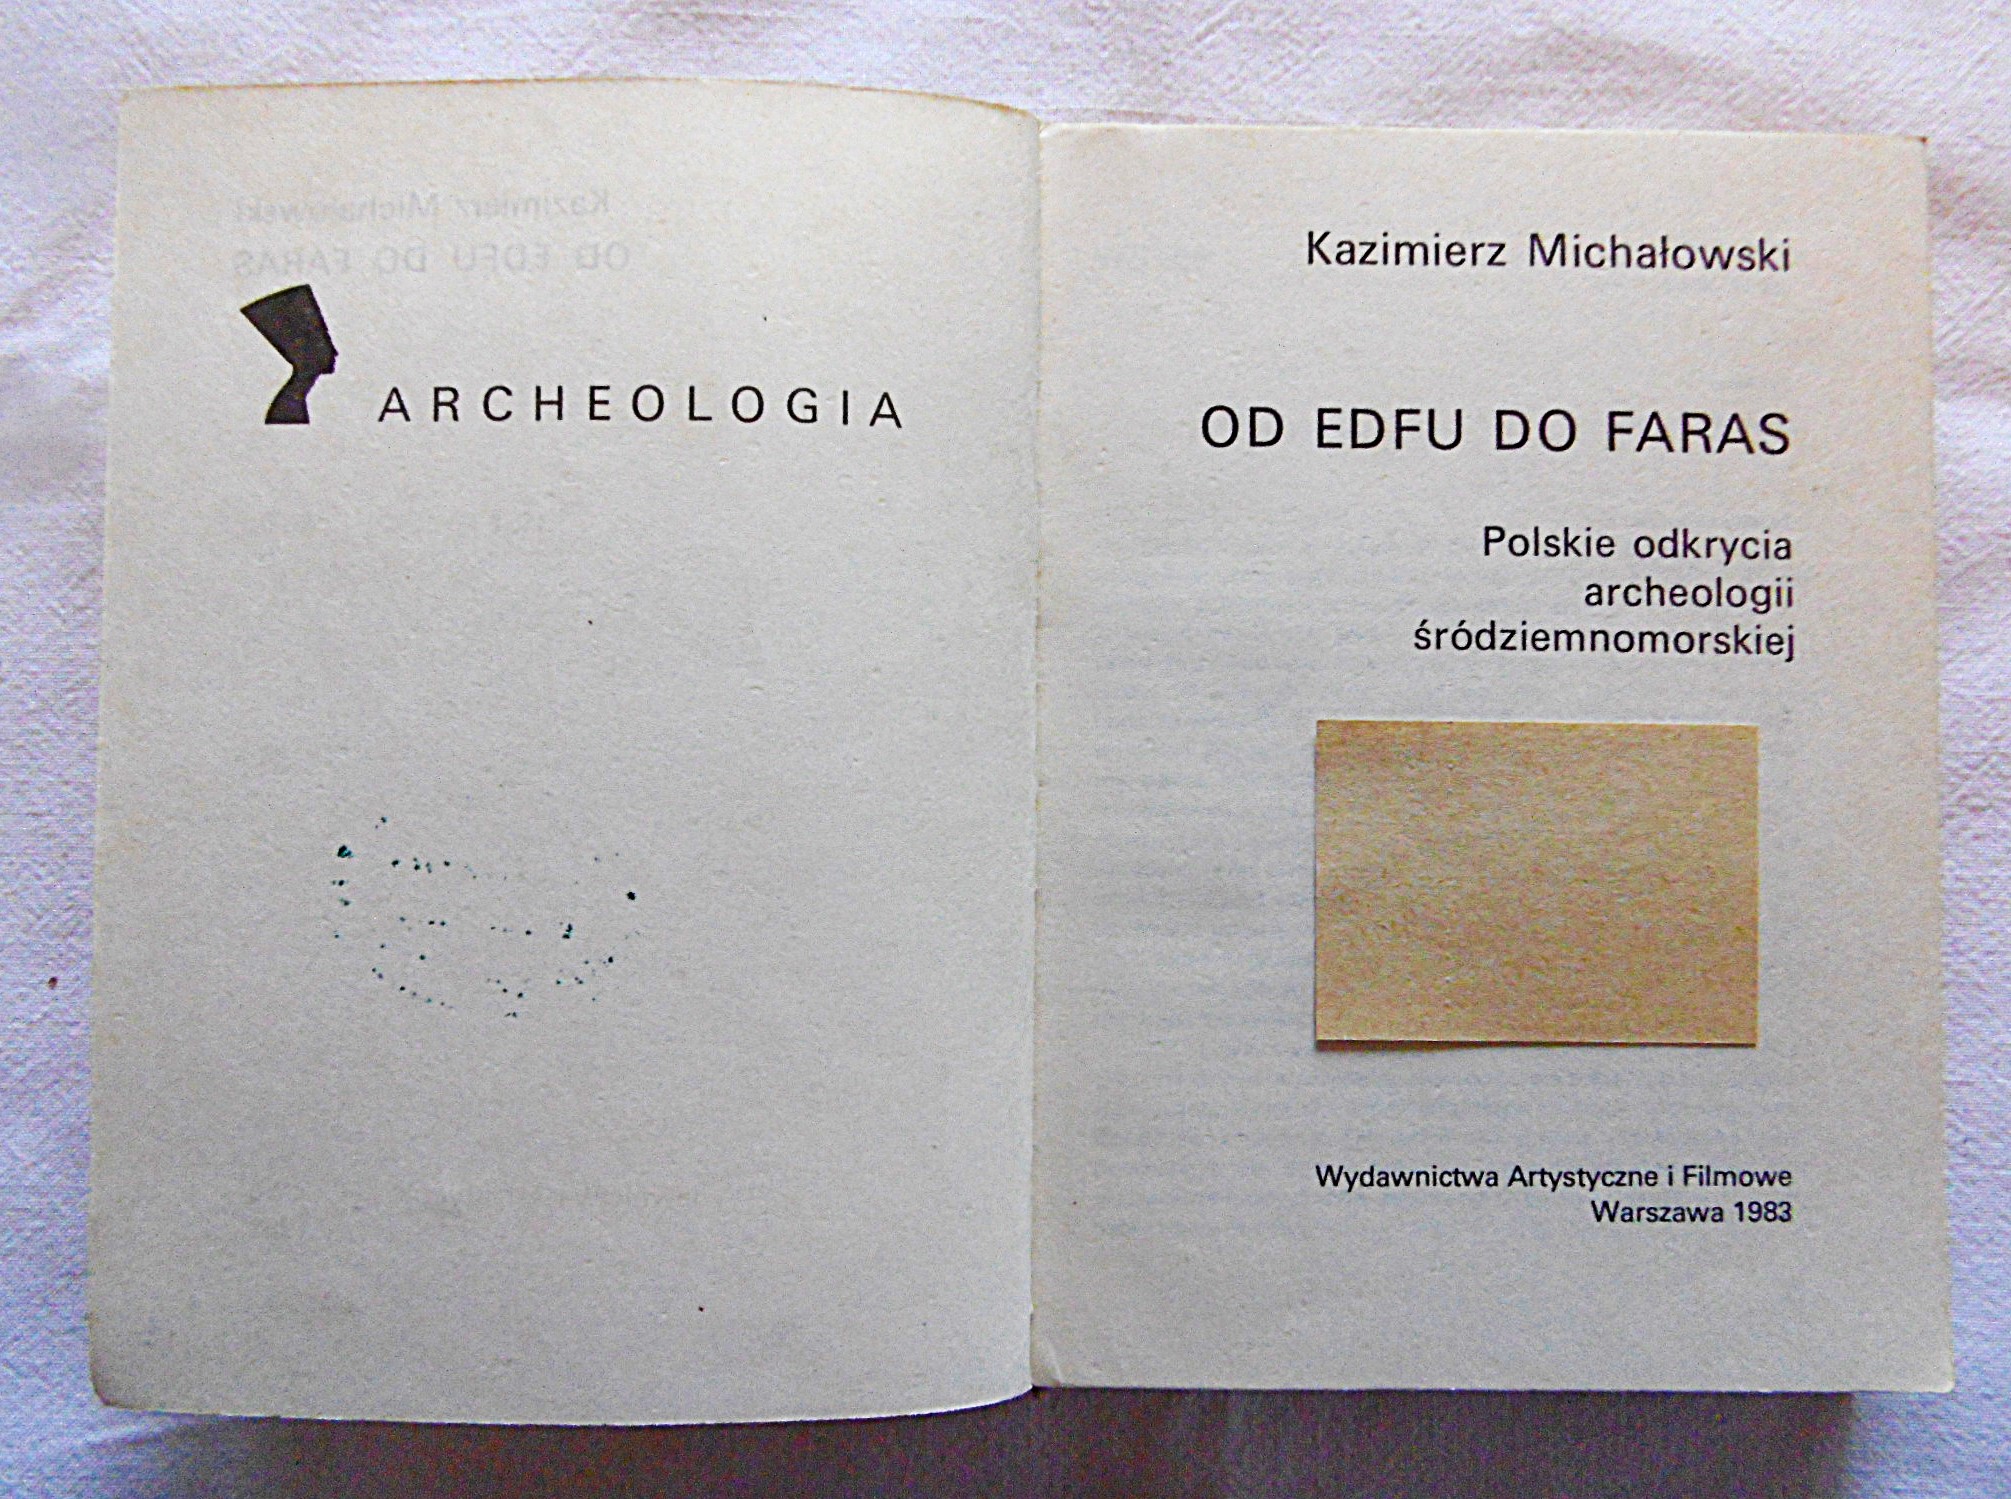 ARCHEOLOGIA
Kazimierz Michałowski
OD EDFU DO FARAS
Polskie odkrycia
archeologii
śródziemnomorskiej
Wydawnictwa Artystyczne i Filmowe
Warszawa 1983